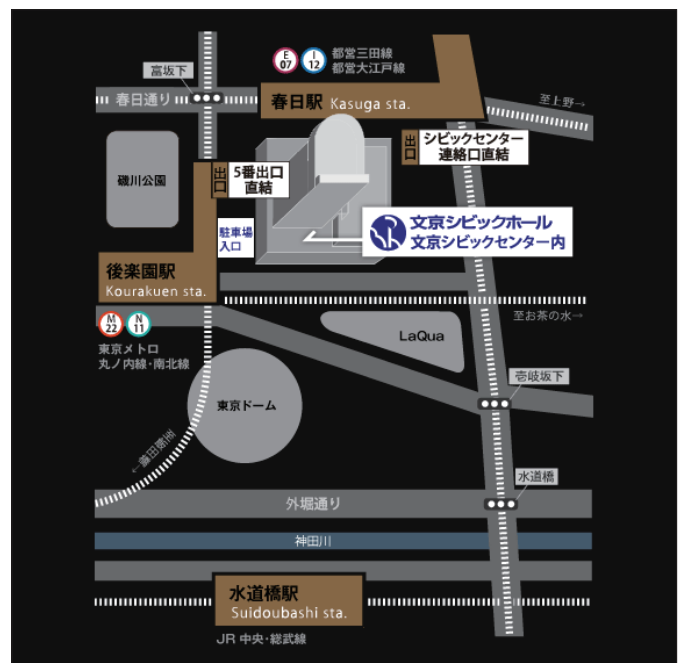 E
07
I
12
都営三田線
都営大江戸線
富坂下
春日通り
春日駅 Kasuga sta.
至上野→
シビックセンター
連絡口直結
出口
5番出口
直結
出口
礫川公園
駐車場
入口
文京シビックホール
文京シビックセンター内
後楽園駅
Kourakuen sta.
M
22
N
11
東京メトロ
丸ノ内線・南北線
至お茶の水→
LaQua
壱岐坂下
東京ドーム
←至飯田橋
水道橋
外堀通り
神田川
水道橋駅
Suidoubashi sta.
JR 中央・総武線